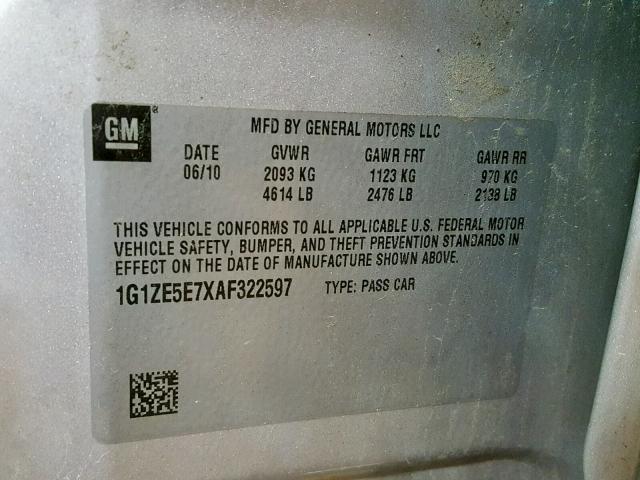 GM ®
MFD BY GENERAL MOTORS LLC
DATE GVWR GAWR FRT GAWR RR
06/10 2093 KG 1123 KG 970 KG
4614 LB 2476 LB 2138 LB
THIS VEHICLE CONFORMS TO ALL APPLICABLE U.S. FEDERAL MOTOR
VEHICLE SAFETY, BUMPER, AND THEFT PREVENTION STANDARDS IN
EFFECT ON THE DATE OF MANUFACTURE SHOWN ABOVE.
1G1ZE5E7XAF322597 TYPE: PASS CAR